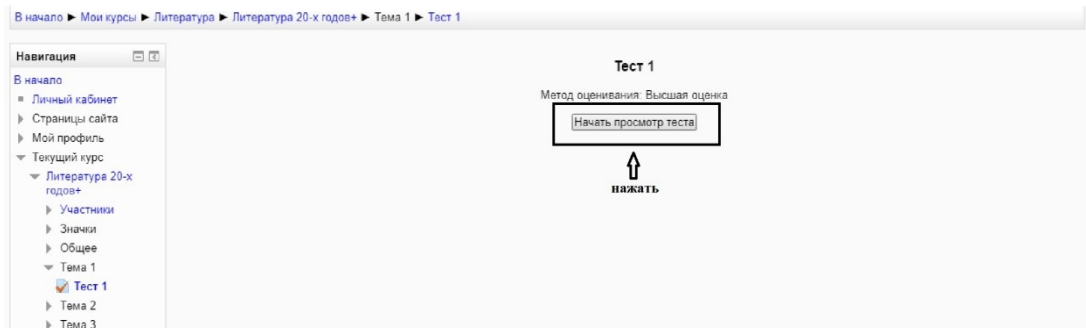 В начало ► Мои курсы ► Литература ► Литература 20-х годов+ ► Тема 1 ► Тест 1
Навигация
В начало
Личный кабинет
Страницы сайта
Мой профиль
Текущий курс
Литература 20-х
годов+
Участники
Значки
Общее
Тема 1
Тест 1
Тема 2
Тема 3
Тест 1
Метод оценивания: Высшая оценка
Начать просмотр теста
нажать